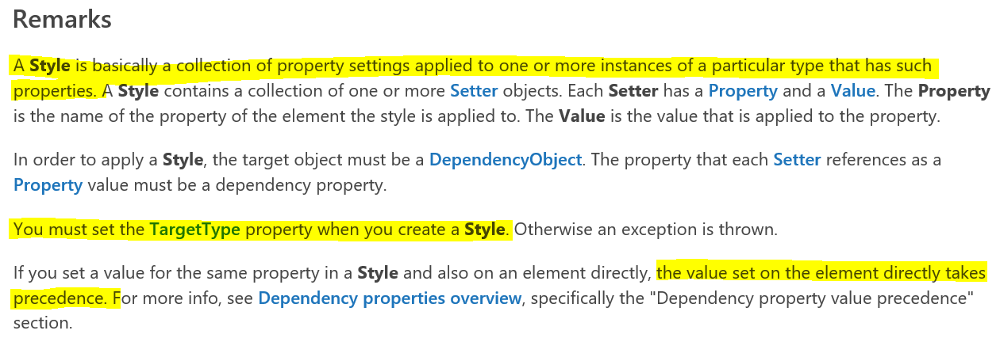 Remarks
A Style is basically a collection of property settings applied to one or more instances of a particular type that has such
properties. A Style contains a collection of one or more Setter objects. Each Setter has a Property and a Value. The Property
is the name of the property of the element the style is applied to. The Value is the value that is applied to the property.
In order to apply a Style, the target object must be a DependencyObject. The property that each Setter references as a
Property value must be a dependency property.
You must set the TargetType property when you create a Style. Otherwise an exception is thrown.
If you set a value for the same property in a Style and also on an element directly, the value set on the element directly takes
precedence. For more info, see Dependency properties overview, specifically the "Dependency property value precedence"
section.